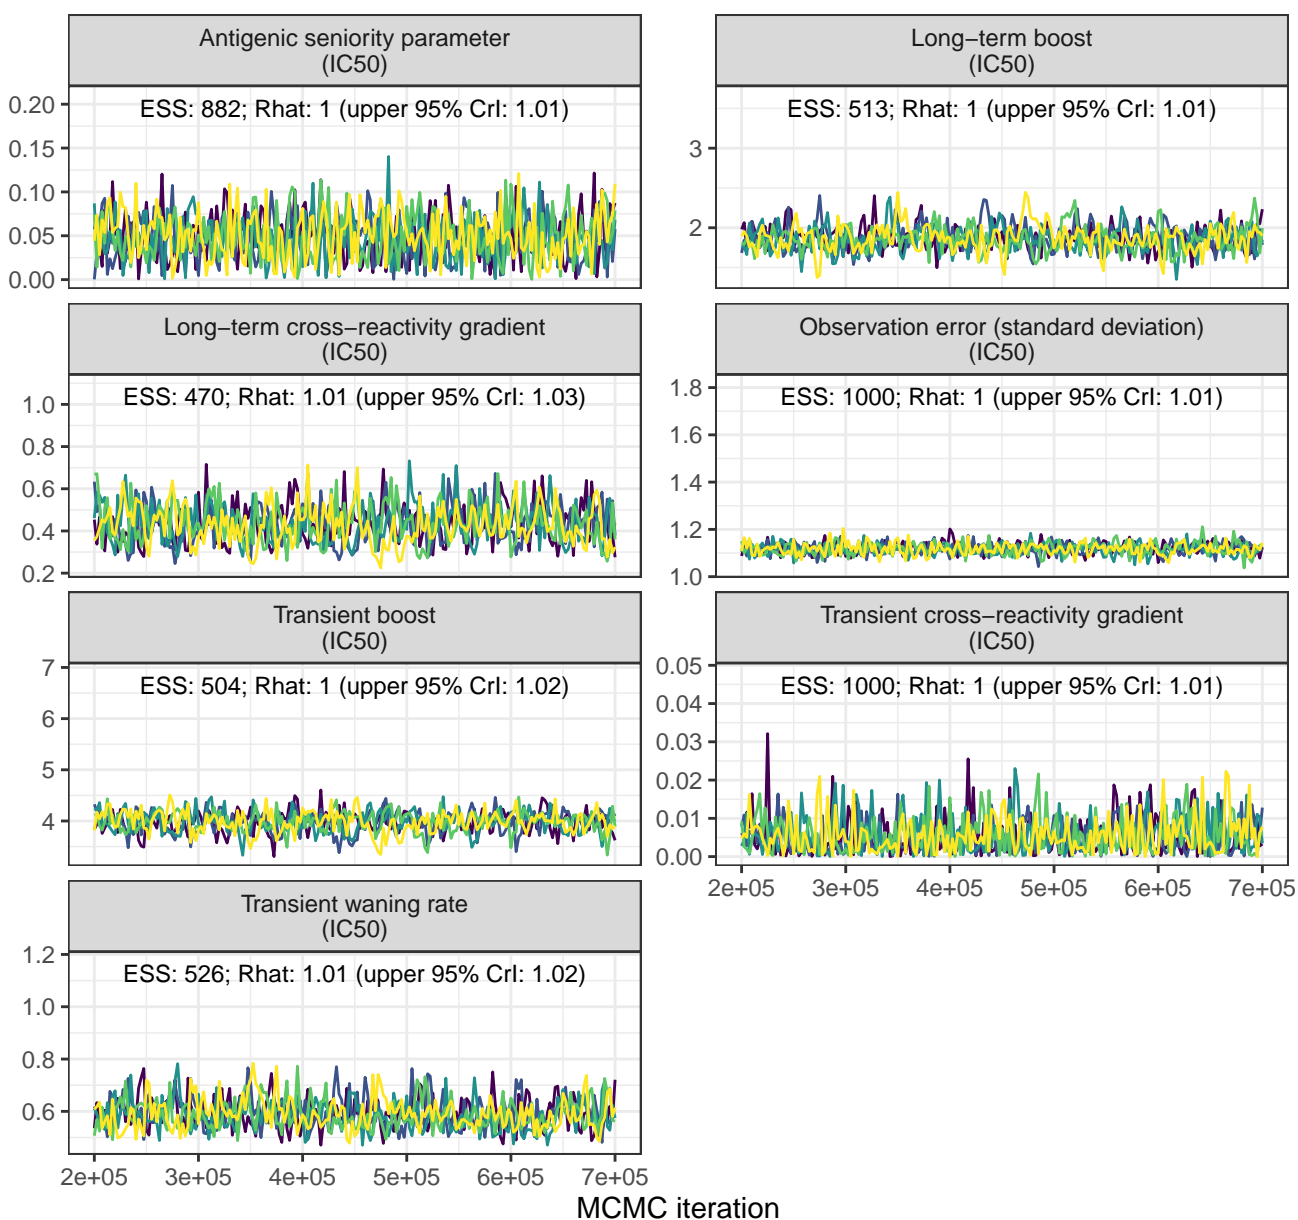 Antigenic seniority parameter
(IC50)
ESS: 882; Rhat: 1 (upper 95% CrI: 1.01)
0.20
0.15
0.10
0.05
0.00
Long−term boost
(IC50)
ESS: 513; Rhat: 1 (upper 95% CrI: 1.01)
3
2
Long−term cross−reactivity gradient
(IC50)
ESS: 470; Rhat: 1.01 (upper 95% CrI: 1.03)
1.0
0.8
0.6
0.4
0.2
Observation error (standard deviation)
(IC50)
ESS: 1000; Rhat: 1 (upper 95% CrI: 1.01)
1.8
1.6
1.4
1.2
1.0
Transient boost
(IC50)
ESS: 504; Rhat: 1 (upper 95% CrI: 1.02)
7
6
5
4
Transient cross−reactivity gradient
(IC50)
ESS: 1000; Rhat: 1 (upper 95% CrI: 1.01)
0.05
0.04
0.03
0.02
0.01
0.00
2e+05 3e+05 4e+05 5e+05 6e+05 7e+05
Transient waning rate
(IC50)
ESS: 526; Rhat: 1.01 (upper 95% CrI: 1.02)
1.2
1.0
0.8
0.6
2e+05 3e+05 4e+05 5e+05 6e+05 7e+05
MCMC iteration